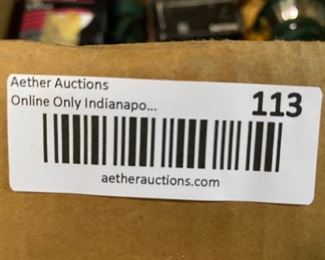 Aether Auctions
Online Only Indianapo... 113
aetherauctions.com